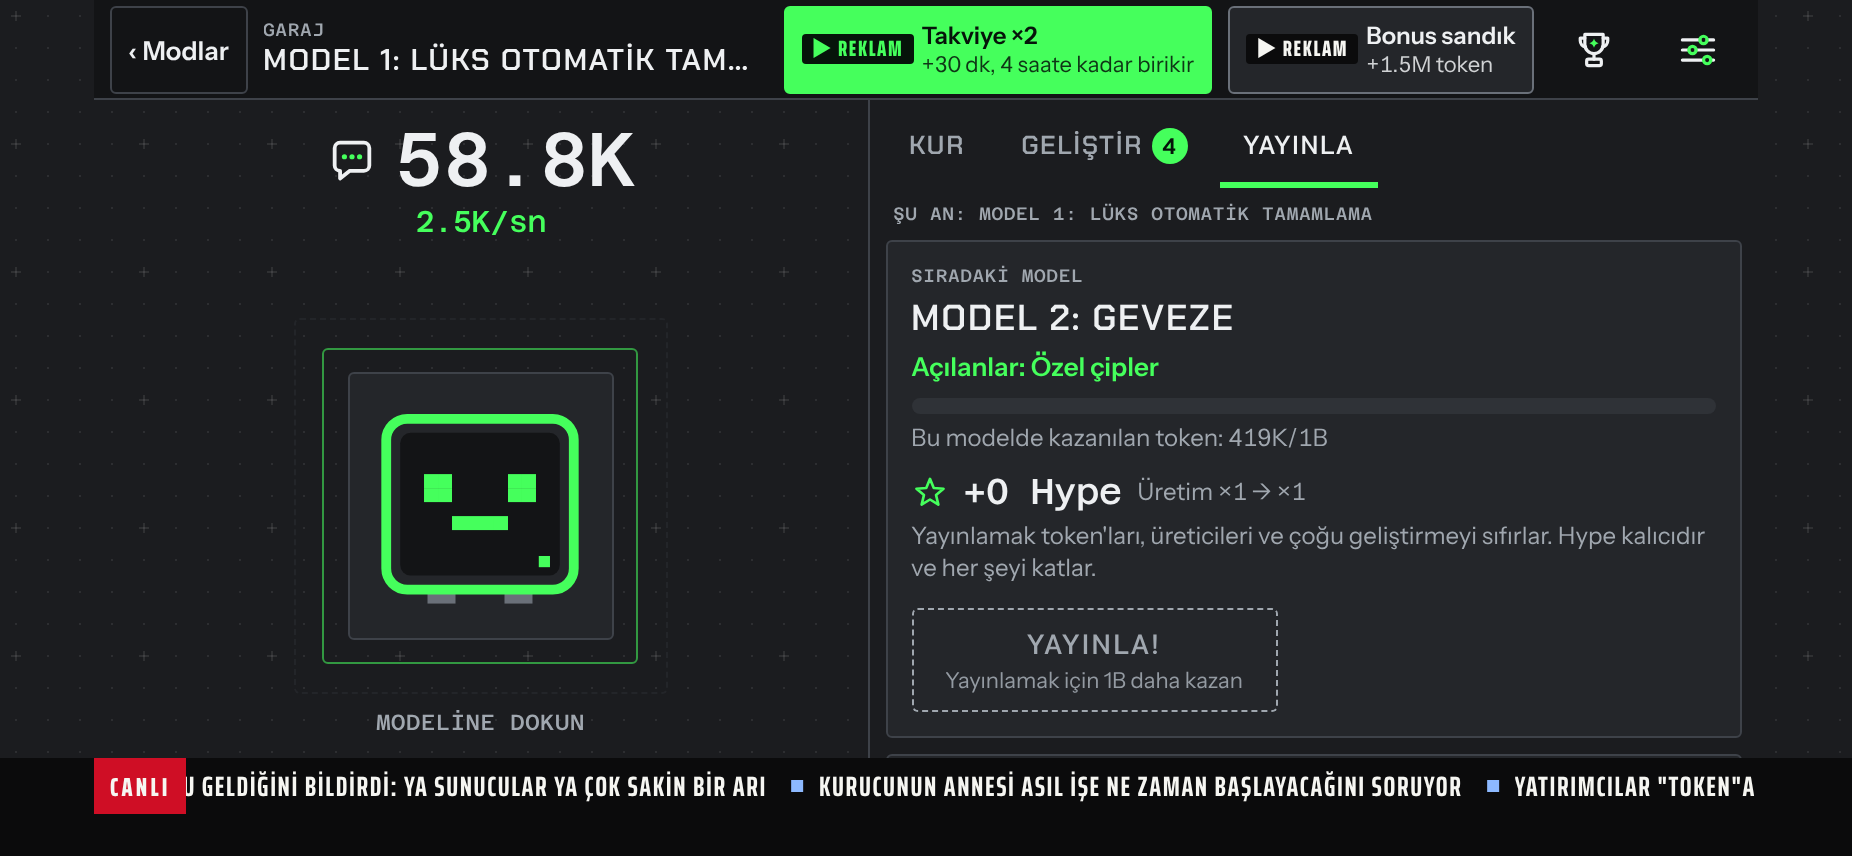 ‹ Modlar
GARAJ
MODEL 1: LÜKS OTOMATİK TAM...
REKLAM
Takviye ×2
+30 dk, 4 saate kadar birikir
REKLAM
Bonus sandık
+1.5M token
58.8K
2.5K/sn
MODELİNE DOKUN
KUR
GELİŞTİR 4
YAYINLA
ŞU AN: MODEL 1: LÜKS OTOMATİK TAMAMLAMA
SIRADAKİ MODEL
MODEL 2: GEVEZE
Açılanlar: Özel çipler
Bu modelde kazanılan token: 419K/1B
+0 Hype Üretim ×1 → ×1
Yayınlamak token'ları, üreticileri ve çoğu geliştirmeyi sıfırlar. Hype kalıcıdır
ve her şeyi katlar.
YAYINLA!
Yayınlamak için 1B daha kazan
CANLI
U GELDİĞİNİ BİLDİRDİ: YA SUNUCULAR YA ÇOK SAKİN BİR ARI ▪ KURUCUNUN ANNESİ ASIL İŞE NE ZAMAN BAŞLAYACAĞINI SORUYOR ▪ YATIRIMCILAR "TOKEN"A